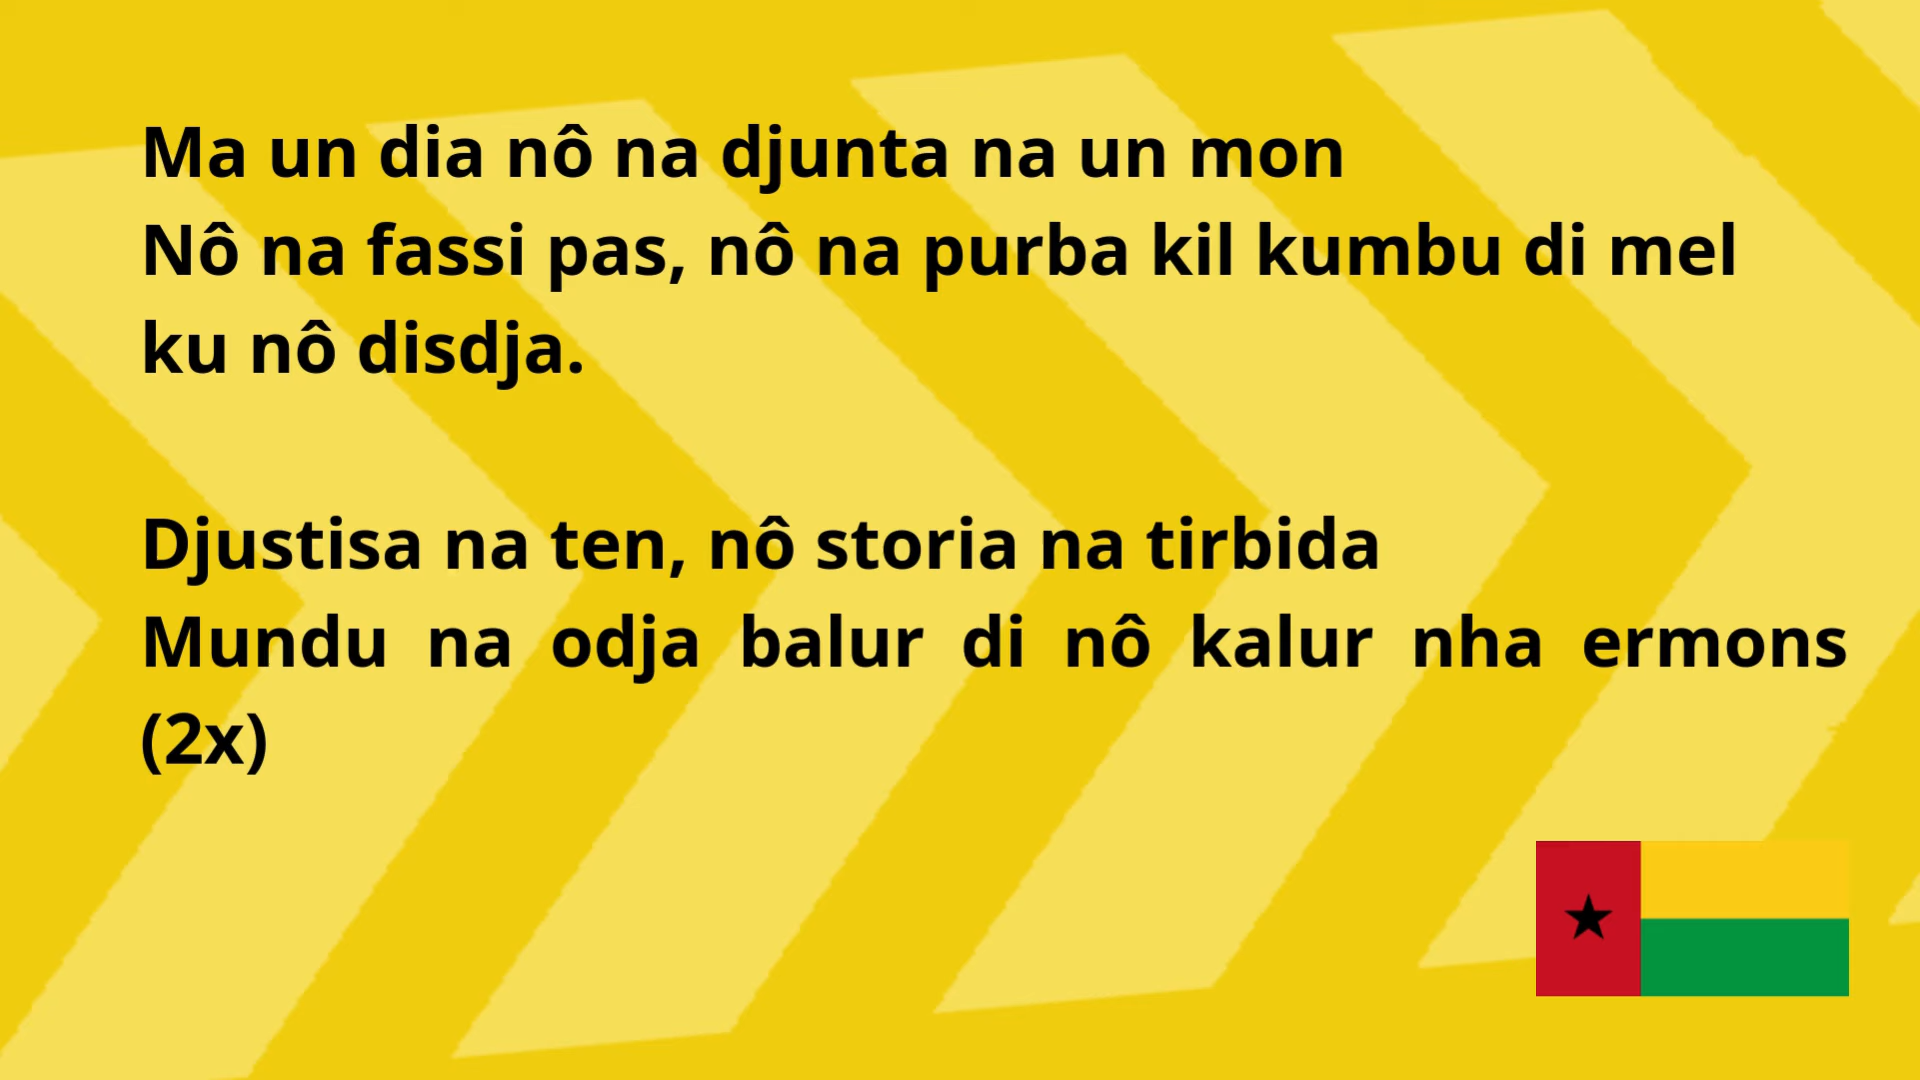 Ma un dia nô na djunta na un mon
Nô na fassi pas, nô na purba kil kumbu di mel
ku nô disdja.
Djustisa na ten, nô storia na tirbida
Mundu na odja balur di nô kalur nha ermons
(2x)